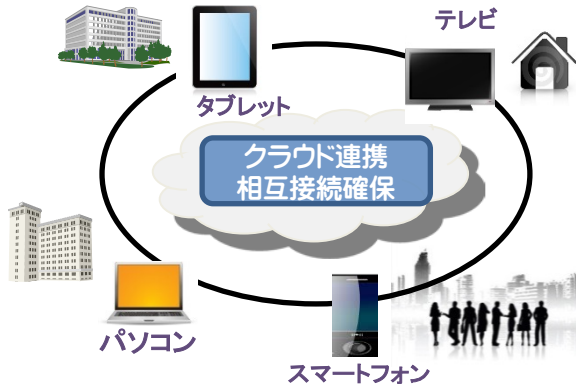 テレビ
タブレット
クラウド連携
相互接続確保
パソコン
スマートフォン